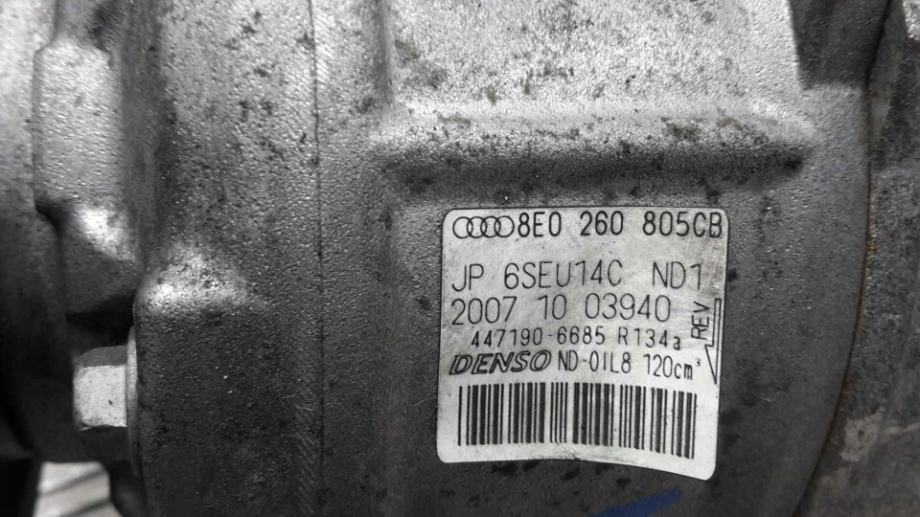 8E0 260 805CB
JP 6SEU14C ND1
2007 10 03940
REV
447190-6685 R134a
DENSO ND-OIL8 120cm³